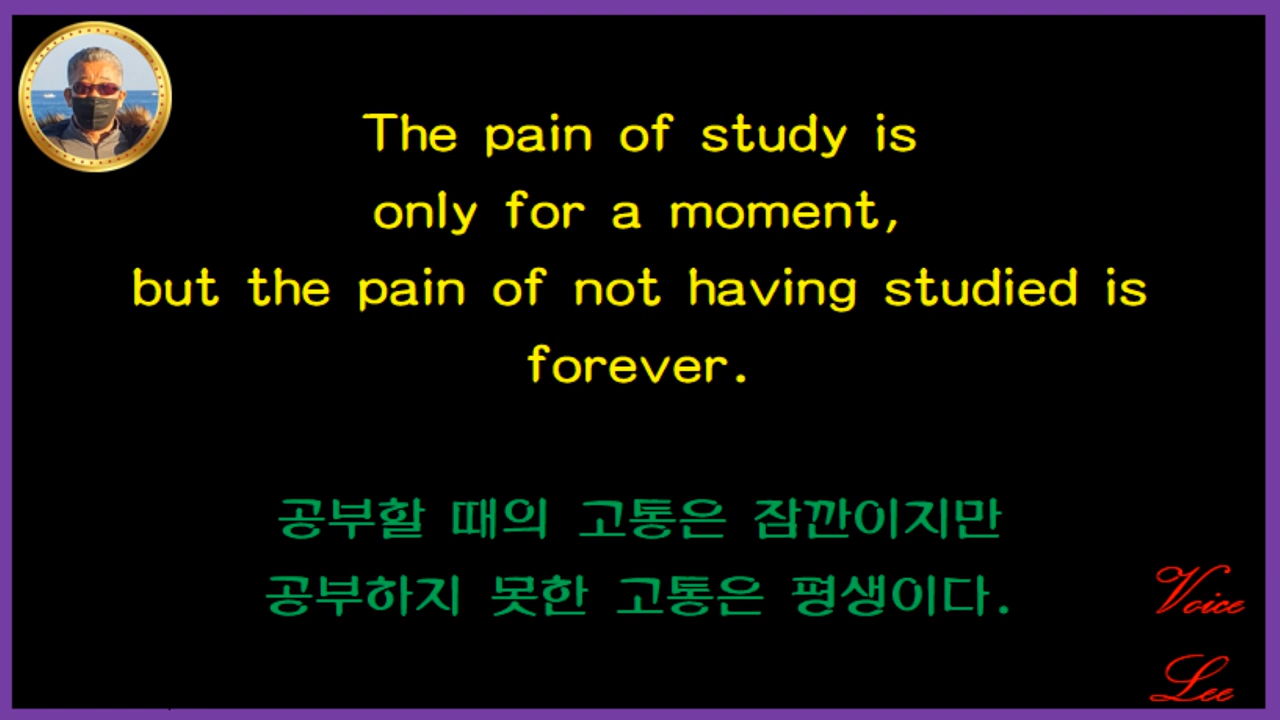 The pain of study is
only for a moment,
but the pain of not having studied is
forever.
공부할 때의 고통은 잠깐이지만
공부하지 못한 고통은 평생이다.
Voice
Lee